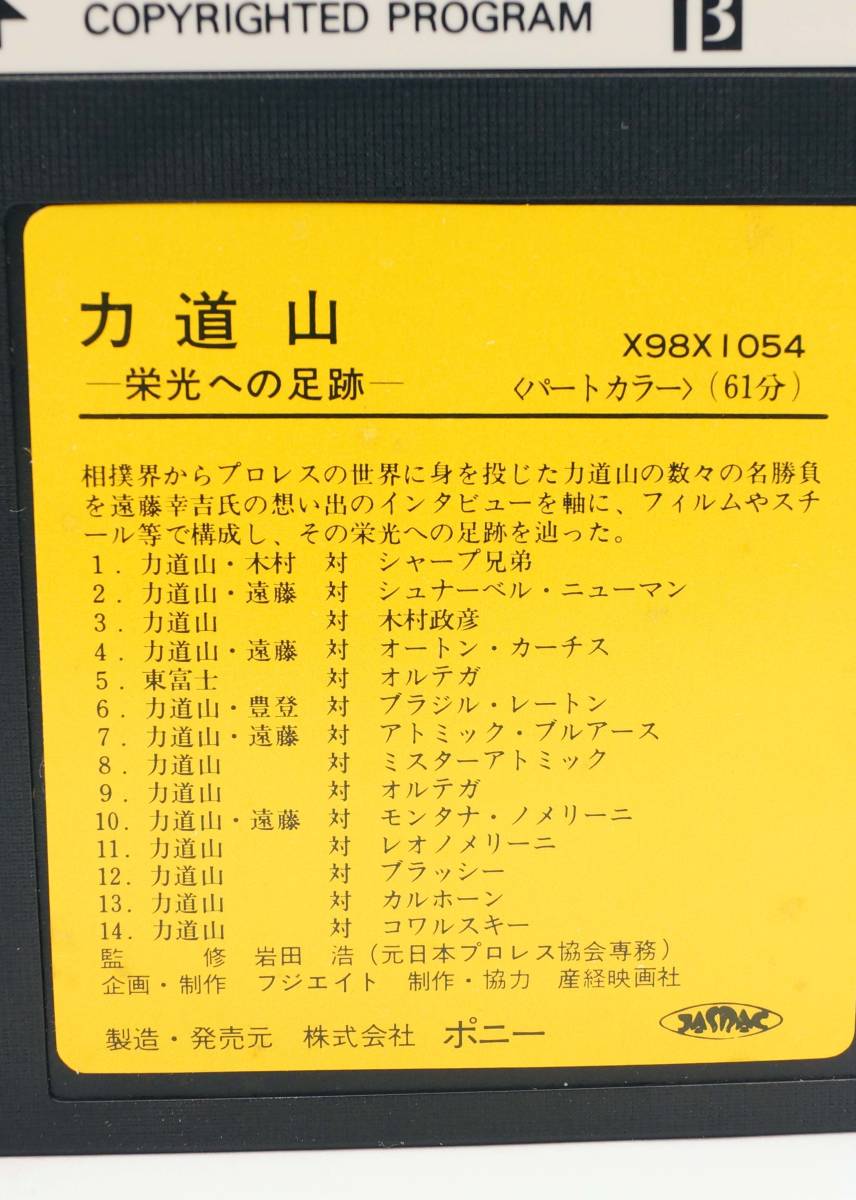 COPYRIGHTED PROGRAM
力道山
X98X1054
―栄光への足跡―
〈パートカラー〉(61分)
相撲界からプロレスの世界に身を投じた力道山の数々の名勝負
を遠藤幸吉氏の想い出のインタビューを軸に、フィルムやスチ
ール等で構成し、その栄光への足跡を辿った。
1. 力道山・木村 対 シャープ兄弟
2. 力道山・遠藤 対 シュナーベル・ニューマン
3. 力道山 対 木村政彦
4. 力道山・遠藤 対 オートン・カーチス
5. 東富士 対 オルテガ
6. 力道山・豊登 対 ブラジル・レートン
7. 力道山・遠藤 対 アトミック・ブルアース
8. 力道山 対 ミスターアトミック
9. 力道山 対 オルテガ
10. 力道山・遠藤 対 モンタナ・ノメリーニ
11. 力道山 対 レオノメリーニ
12. 力道山 対 ブラッシー
13. 力道山 対 カルホーン
14. 力道山 対 コワルスキー
監修 岩田 浩(元日本プロレス協会専務)
企画・制作 フジエイト 制作・協力 産経映画社
製造・発売元 株式会社 ポニー
JASRAC